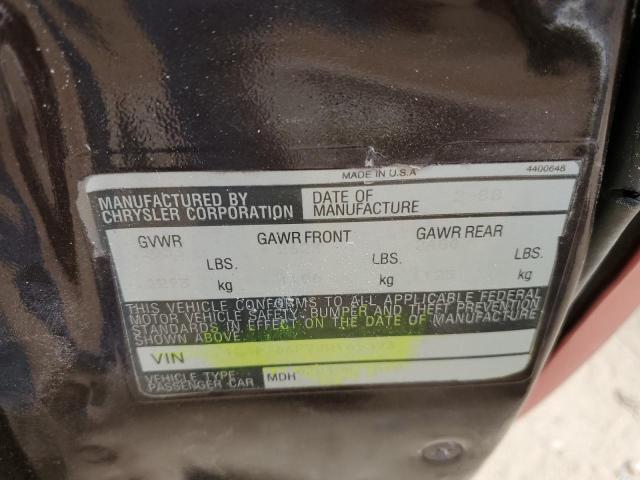 MADE IN U.S.A 4400648
MANUFACTURED BY CHRYSLER CORPORATION
DATE OF MANUFACTURE 2-88
GVWR GAWR FRONT GAWR REAR
LBS. LBS. LBS.
kg kg kg
THIS VEHICLE CONFORMS TO ALL APPLICABLE FEDERAL
MOTOR VEHICLE SAFETY, BUMPER AND THEFT PREVENTION
STANDARDS IN EFFECT ON THE DATE OF MANUFACTURE
SHOWN ABOVE.
VIN
VEHICLE TYPE:
PASSENGER CAR MDH